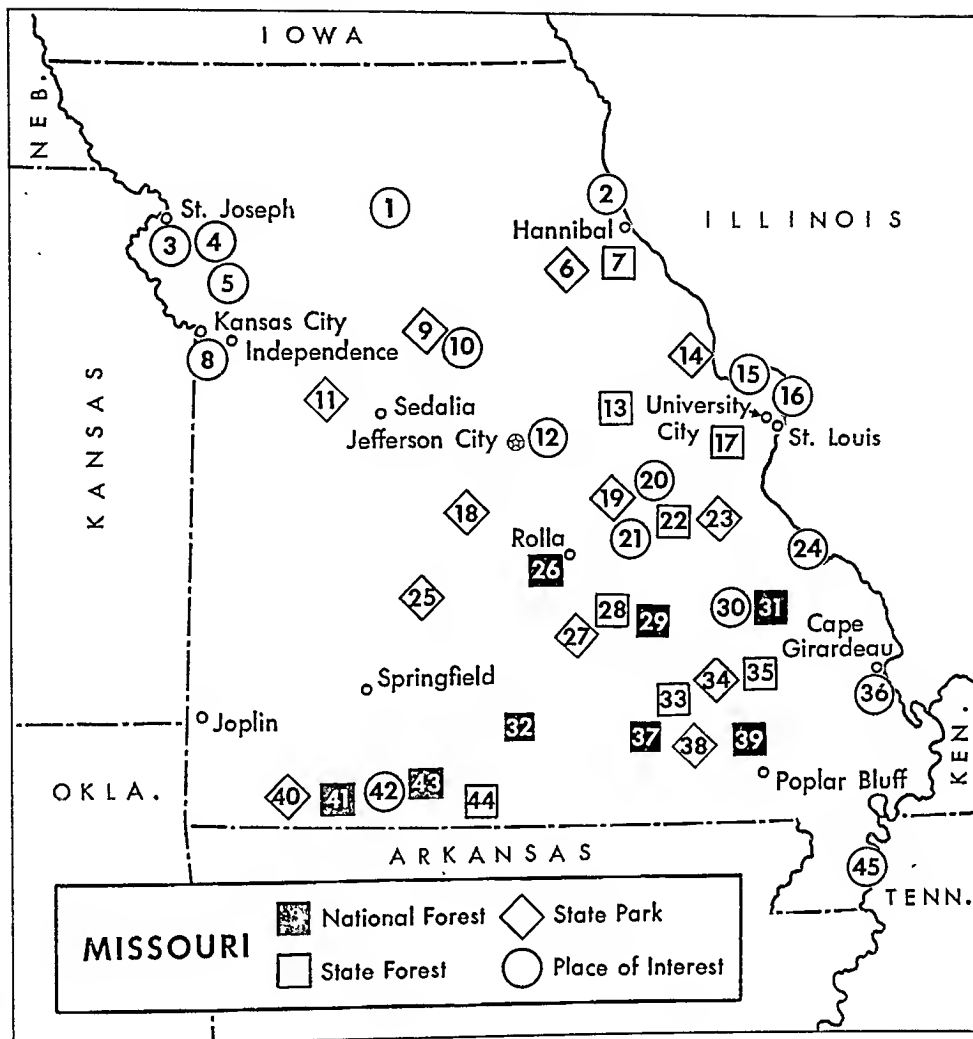 IOWA
NEB.
1
2
St. Joseph
ILLINOIS
3
4
Hannibal
5
6
7
Kansas City
9
Independence
10
8
14
15
KANSAS
11
16
13
University
City
Sedalia
St. Louis
Jefferson City
12
17
20
19
18
22
23
21
24
Rolla
26
25
28
30
31
29
Cape
Girardeau
27
35
34
Springfield
33
36
Joplin
32
37
38
39
KEN.
Poplar Bluff
OKLA.
40
41
42
43
44
ARKANSAS
45
TENN.
MISSOURI
National Forest
State Park
State Forest
Place of Interest